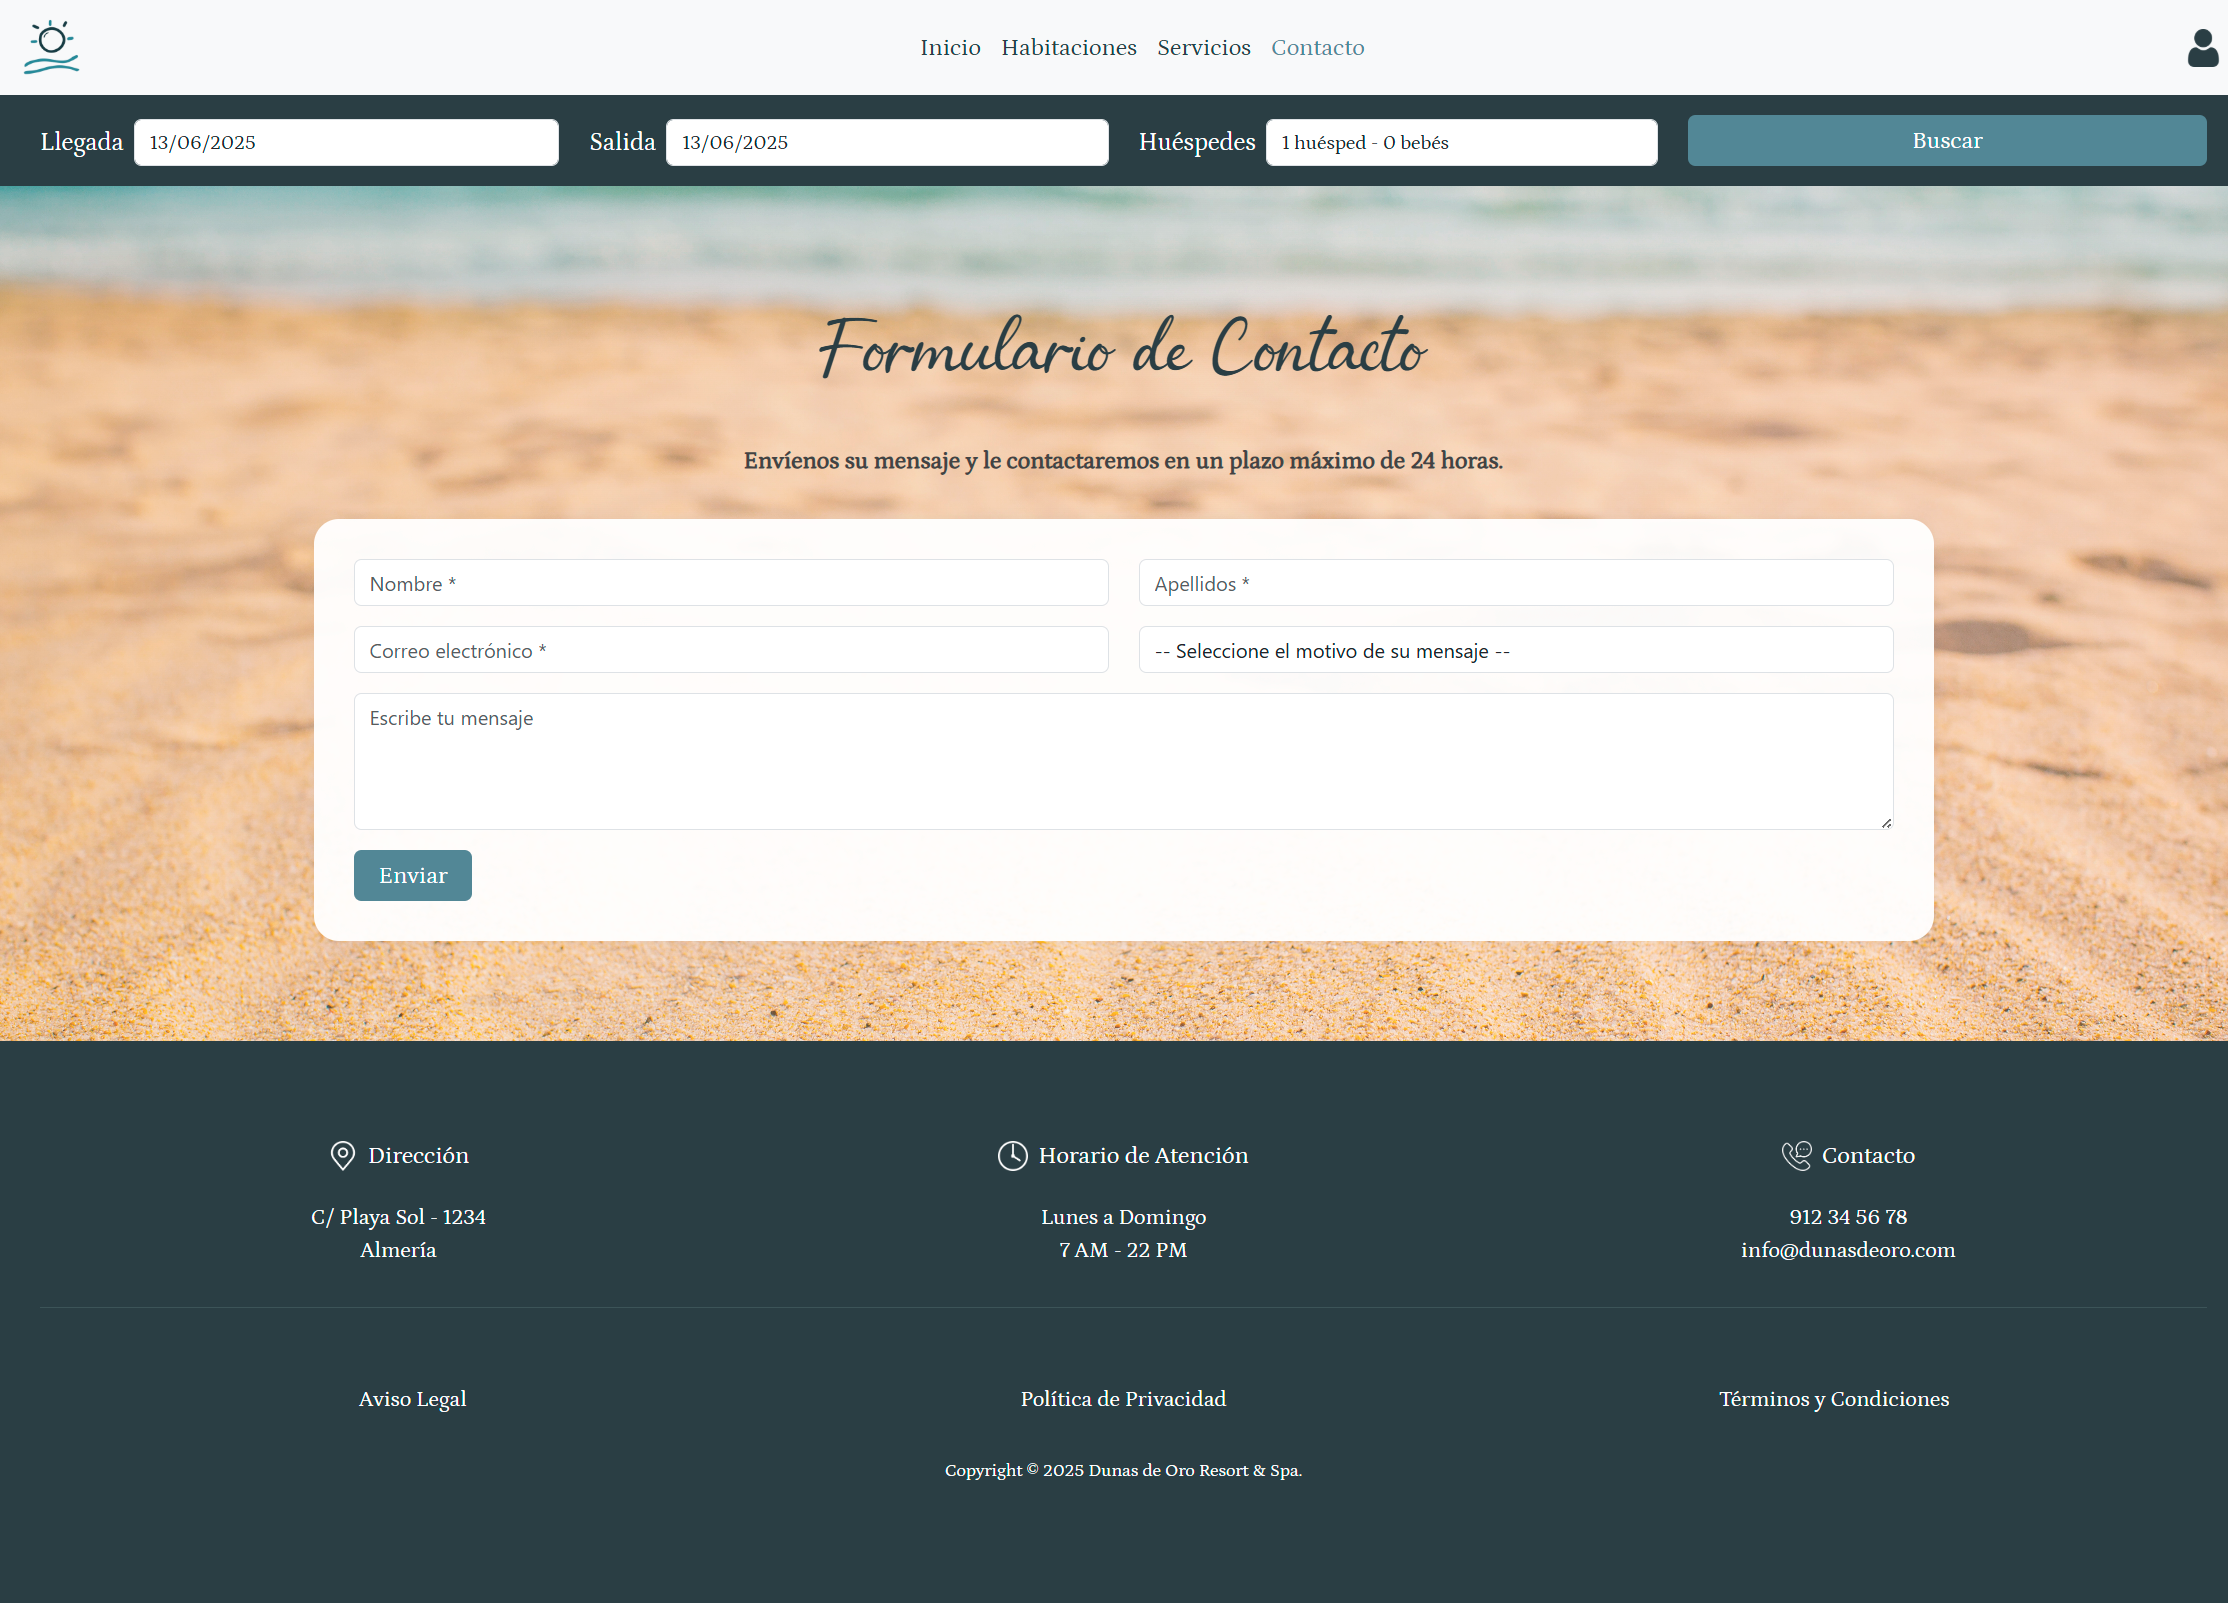 Inicio Habitaciones Servicios Contacto
Llegada 13/06/2025 Salida 13/06/2025 Huéspedes 1 huésped - 0 bebés Buscar
Formulario de Contacto
Envíenos su mensaje y le contactaremos en un plazo máximo de 24 horas.
Nombre * Apellidos *
Correo electrónico * -- Seleccione el motivo de su mensaje --
Escribe tu mensaje
Enviar
Dirección
C/ Playa Sol - 1234
Almería
Horario de Atención
Lunes a Domingo
7 AM - 22 PM
Contacto
912 34 56 78
info@dunasdeoro.com
Aviso Legal Política de Privacidad Términos y Condiciones
Copyright © 2025 Dunas de Oro Resort & Spa.